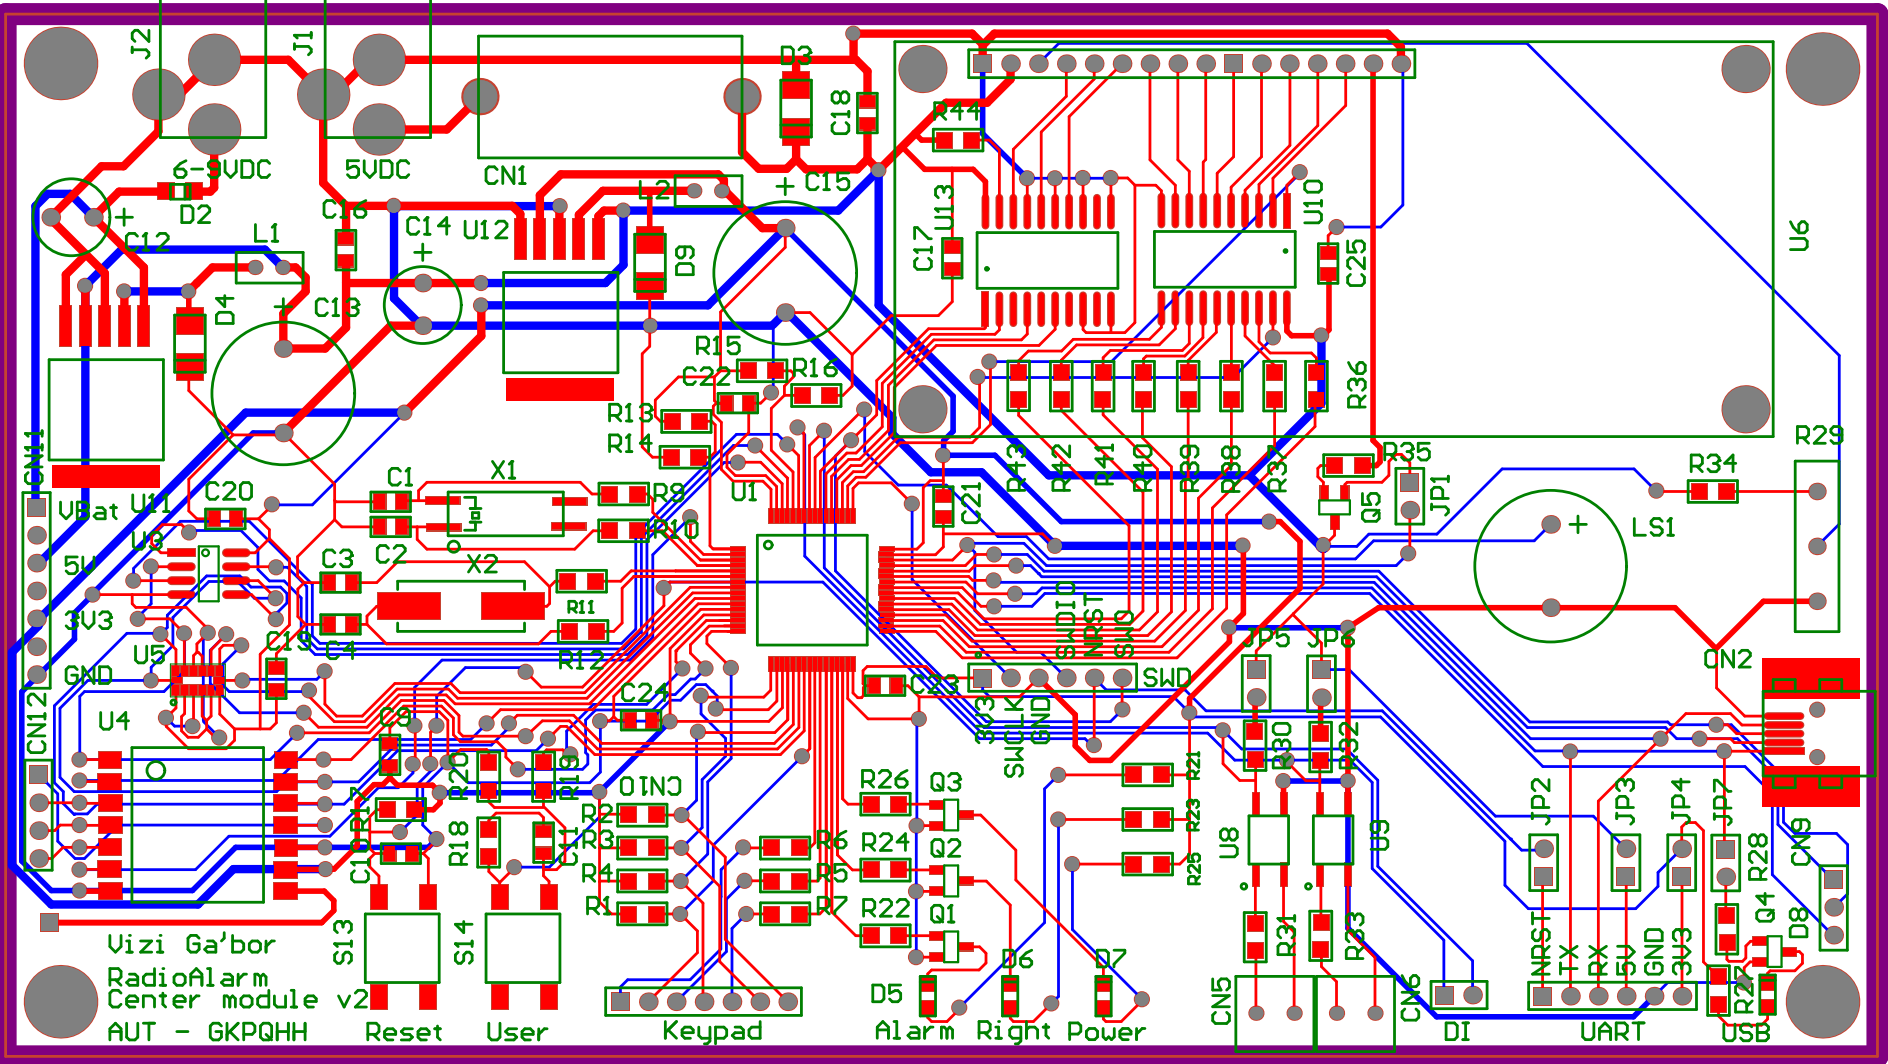 J2
J1
D3
C18
R44
6-9VDC
5VDC
CN1
L2
C15
+
D2
+
C16
C14
+
U12
U13
U10
U6
C12
L1
C17
C25
D9
D4
+
C13
R15
C22
R16
R13
R14
R36
CN11
R43
R42
R41
R40
R39
R38
R37
R35
R29
R34
C1
X1
R9
U1
C21
Q5
JP1
+
LS1
VBat
U11
C20
R10
U3
C2
5V
C3
X2
R11
3V3
SWDIO
NRST
SWO
U5
C19
C4
R12
JP5
JP6
CN2
GND
C23
SWD
CN12
U4
C9
C24
3V3
SWCLK
GND
R30
R32
R20
R19
CN10
R26
Q3
R21
JP2
JP3
JP4
JP7
R17
R2
R23
R18
R3
R6
R24
Q2
U8
U9
CN9
C10
C11
R4
R5
R25
R28
R1
R7
R22
Q1
Q4
D8
S13
S14
R31
R33
NRST
TX
RX
5V
GND
3V3
Vizi Ga'bor
RadioAlarm
Center module v2
AUT - GKPQHH
D6
D7
D5
CN5
CN6
R27
Reset
User
Keypad
Alarm
Right
Power
DI
UART
USB